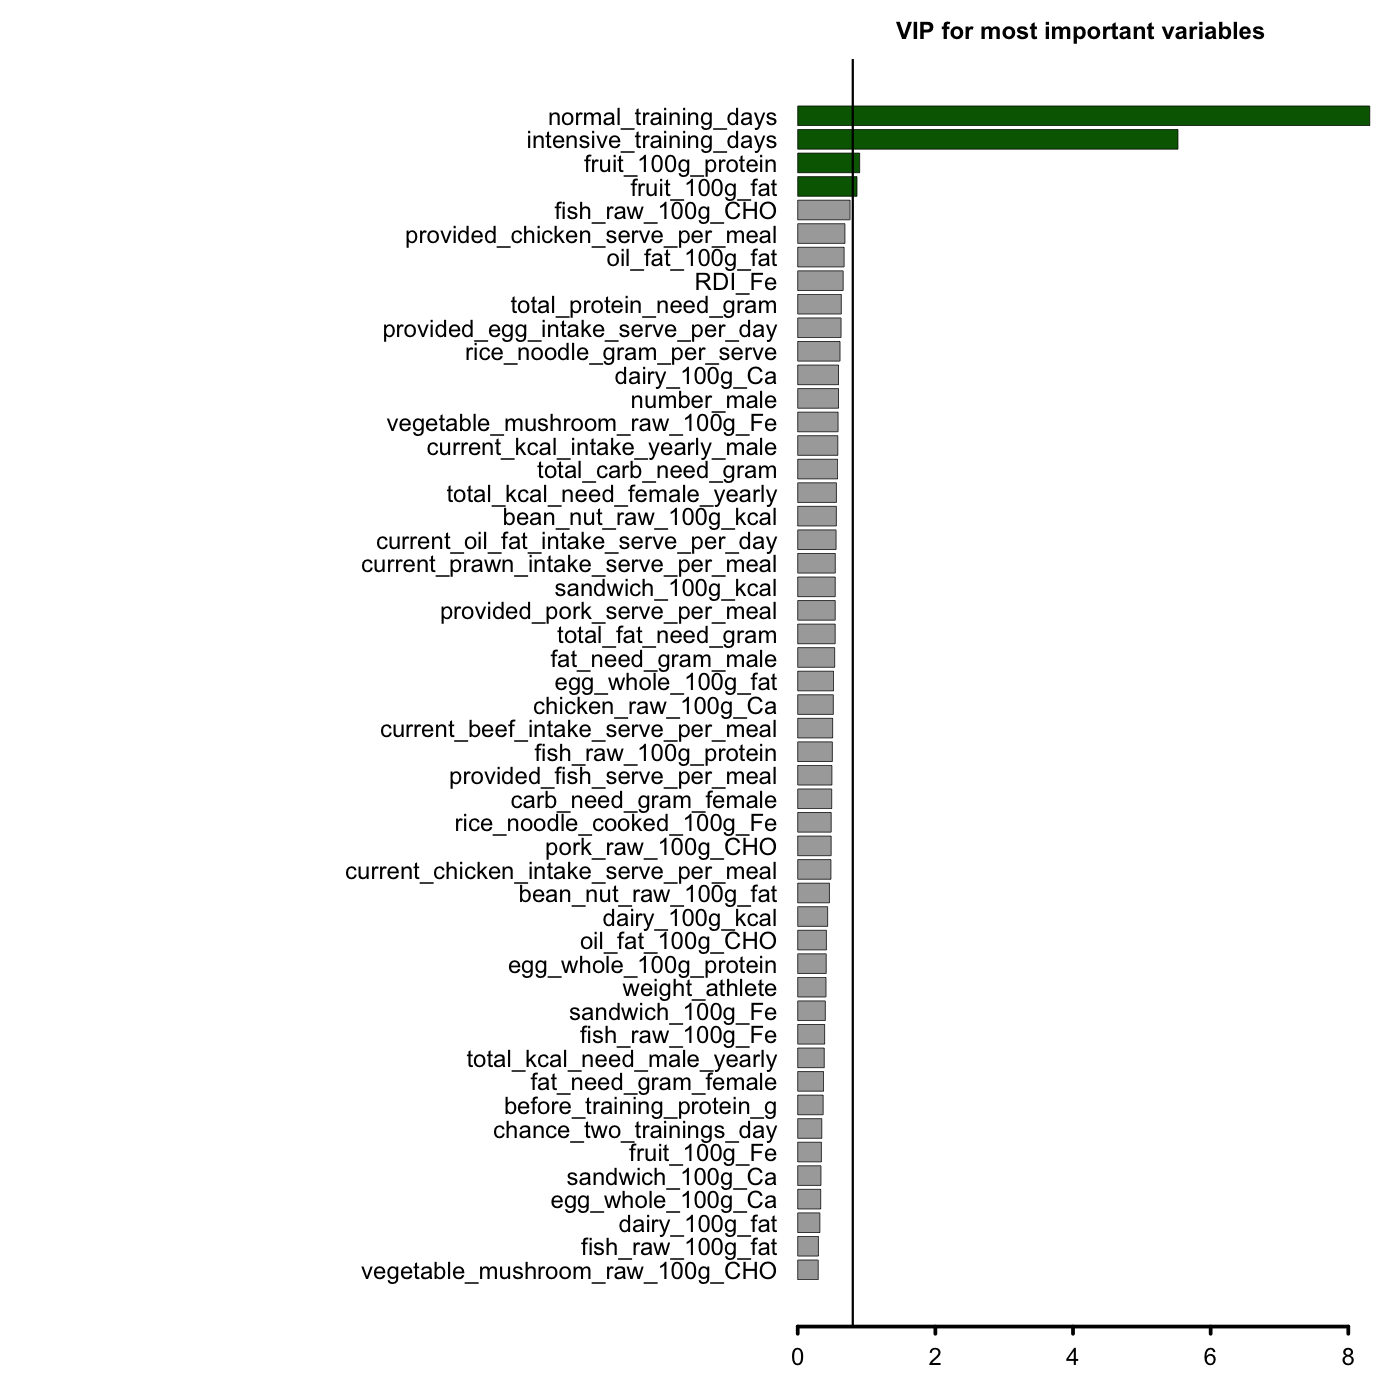 VIP for most important variables
normal_training_days
intensive_training_days
fruit_100g_protein
fruit_100g_fat
fish_raw_100g_CHO
provided_chicken_serve_per_meal
oil_fat_100g_fat
RDI_Fe
total_protein_need_gram
provided_egg_intake_serve_per_day
rice_noodle_gram_per_serve
dairy_100g_Ca
number_male
vegetable_mushroom_raw_100g_Fe
current_kcal_intake_yearly_male
total_carb_need_gram
total_kcal_need_female_yearly
bean_nut_raw_100g_kcal
current_oil_fat_intake_serve_per_day
current_prawn_intake_serve_per_meal
sandwich_100g_kcal
provided_pork_serve_per_meal
total_fat_need_gram
fat_need_gram_male
egg_whole_100g_fat
chicken_raw_100g_Ca
current_beef_intake_serve_per_meal
fish_raw_100g_protein
provided_fish_serve_per_meal
carb_need_gram_female
rice_noodle_cooked_100g_Fe
pork_raw_100g_CHO
current_chicken_intake_serve_per_meal
bean_nut_raw_100g_fat
dairy_100g_kcal
oil_fat_100g_CHO
egg_whole_100g_protein
weight_athlete
sandwich_100g_Fe
fish_raw_100g_Fe
total_kcal_need_male_yearly
fat_need_gram_female
before_training_protein_g
chance_two_trainings_day
fruit_100g_Fe
sandwich_100g_Ca
egg_whole_100g_Ca
dairy_100g_fat
fish_raw_100g_fat
vegetable_mushroom_raw_100g_CHO
0 2 4 6 8